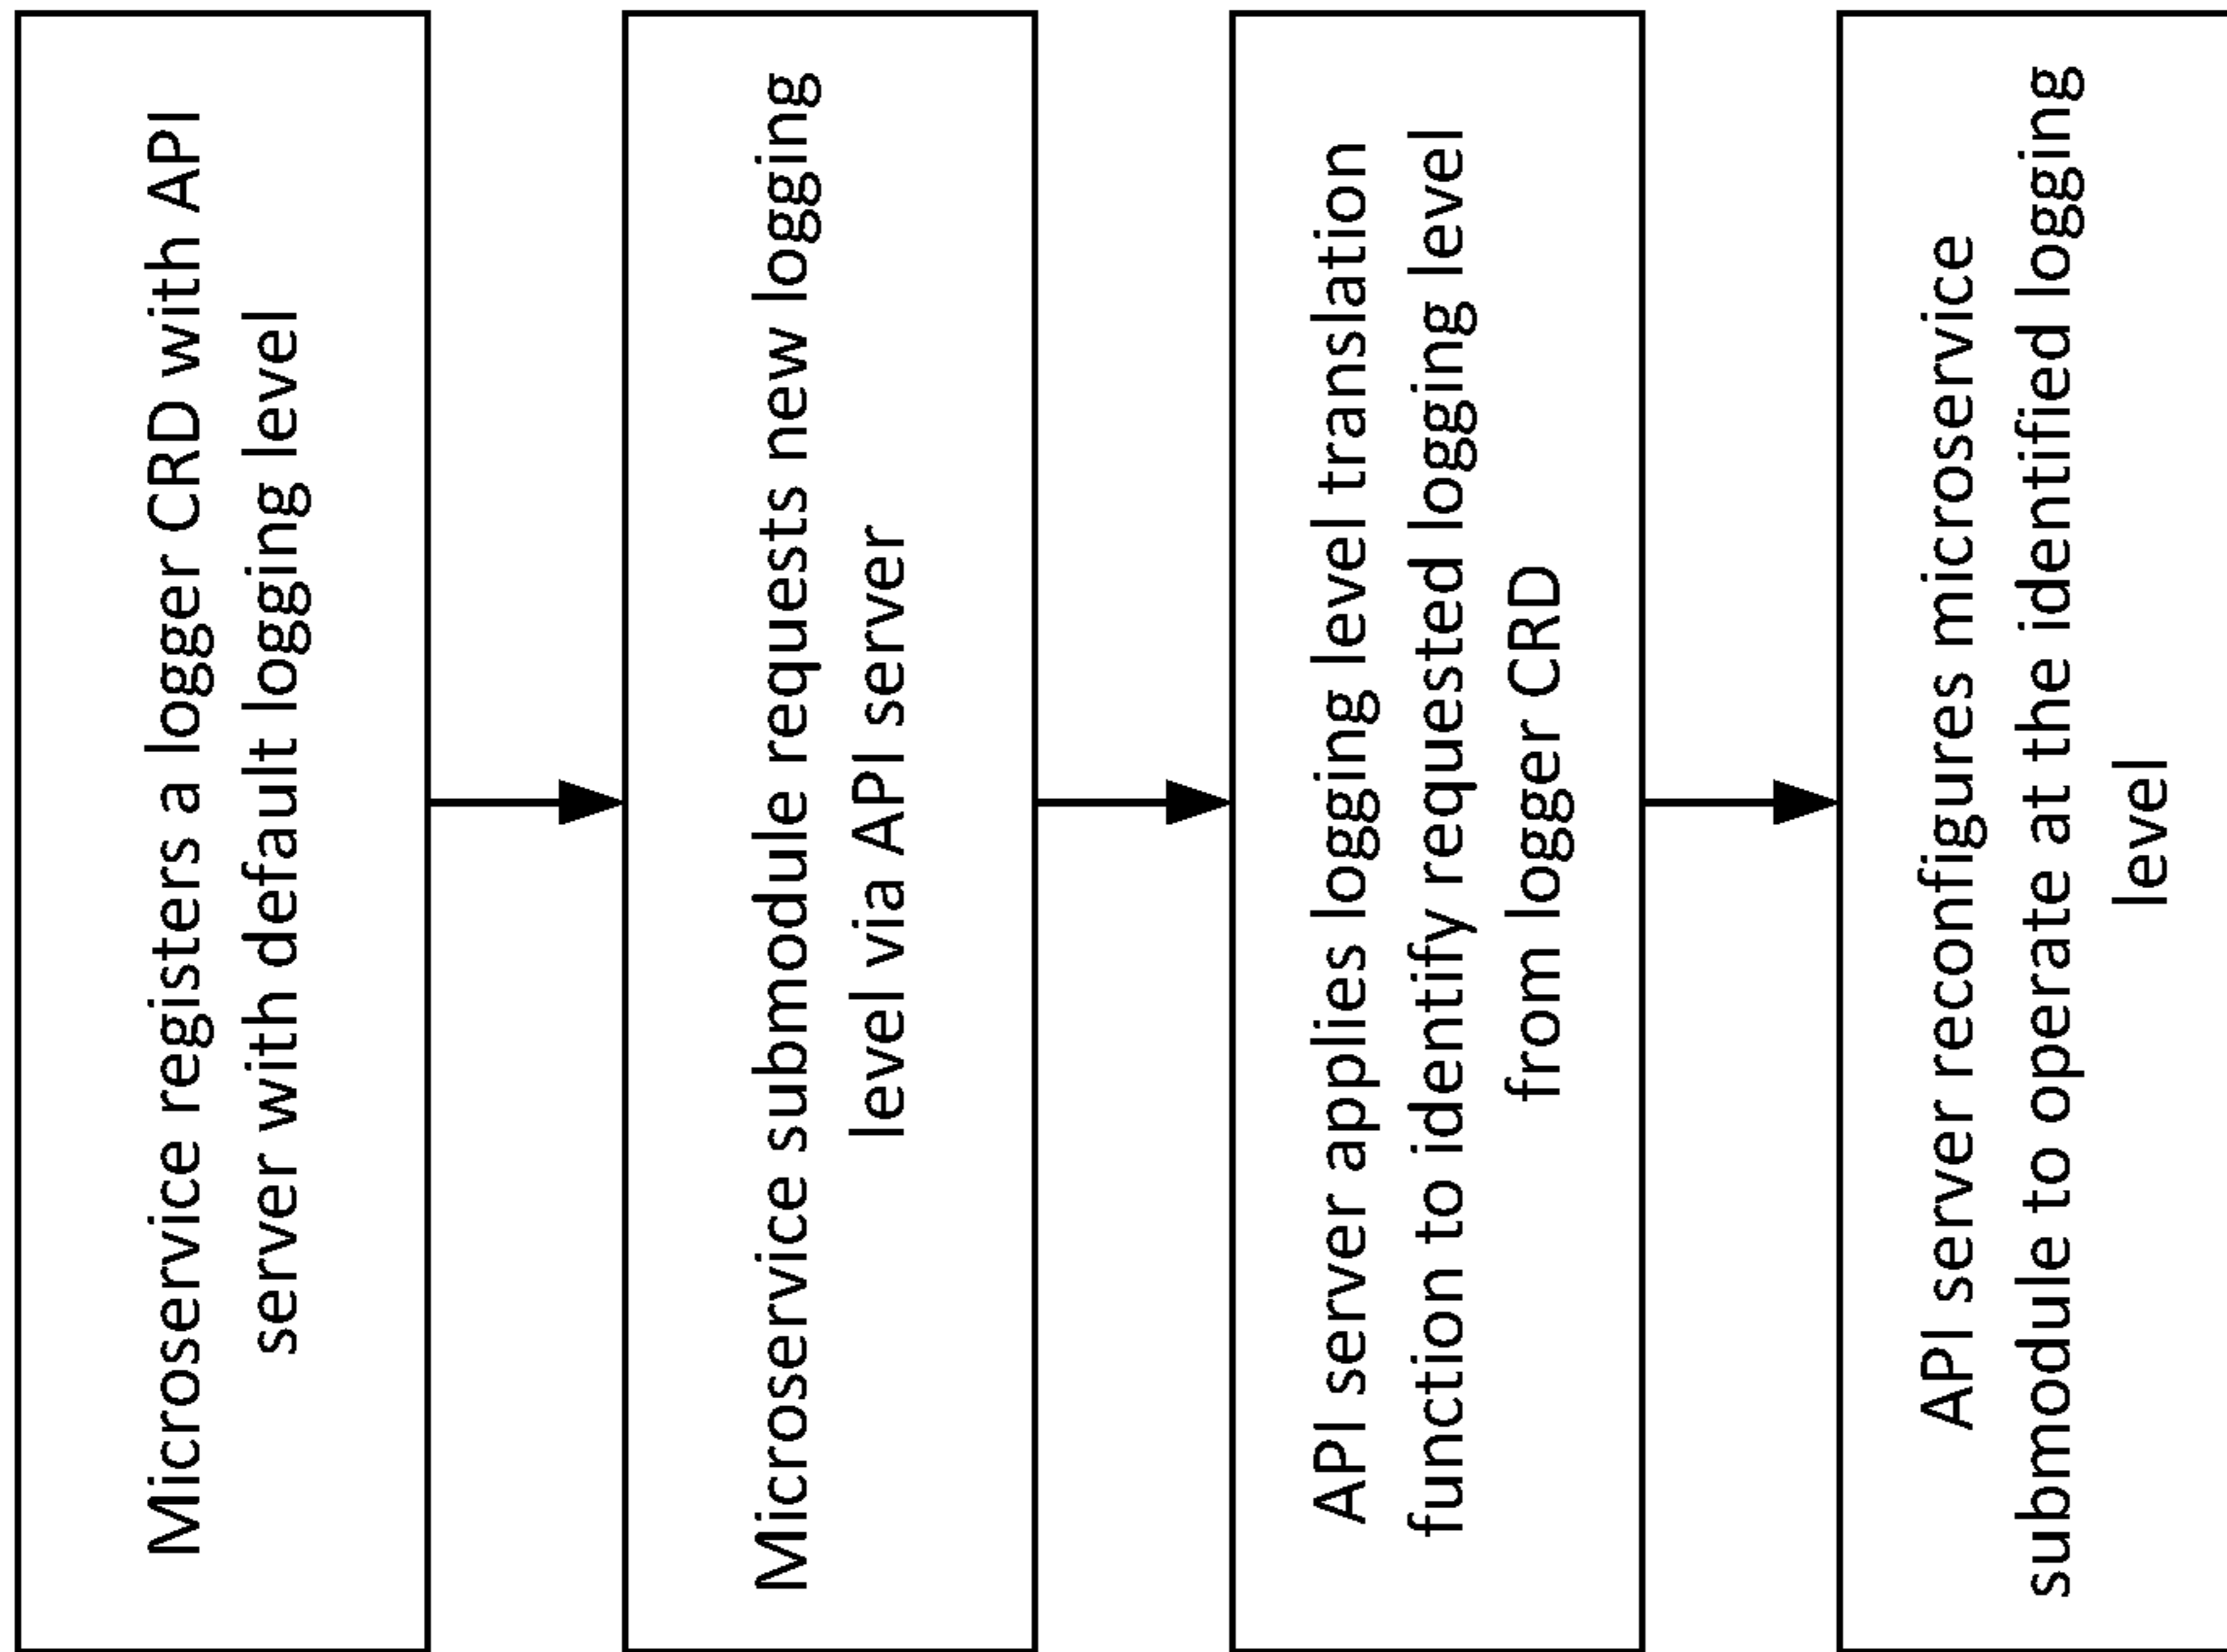 Microservice registers a logger CRD with API
server with default logging level
Microservice submodule requests new logging
level via API server
API server applies logging level translation
function to identify requested logging level
from logger CRD
API server reconfigures microservice
submodule to operate at the identified logging
level